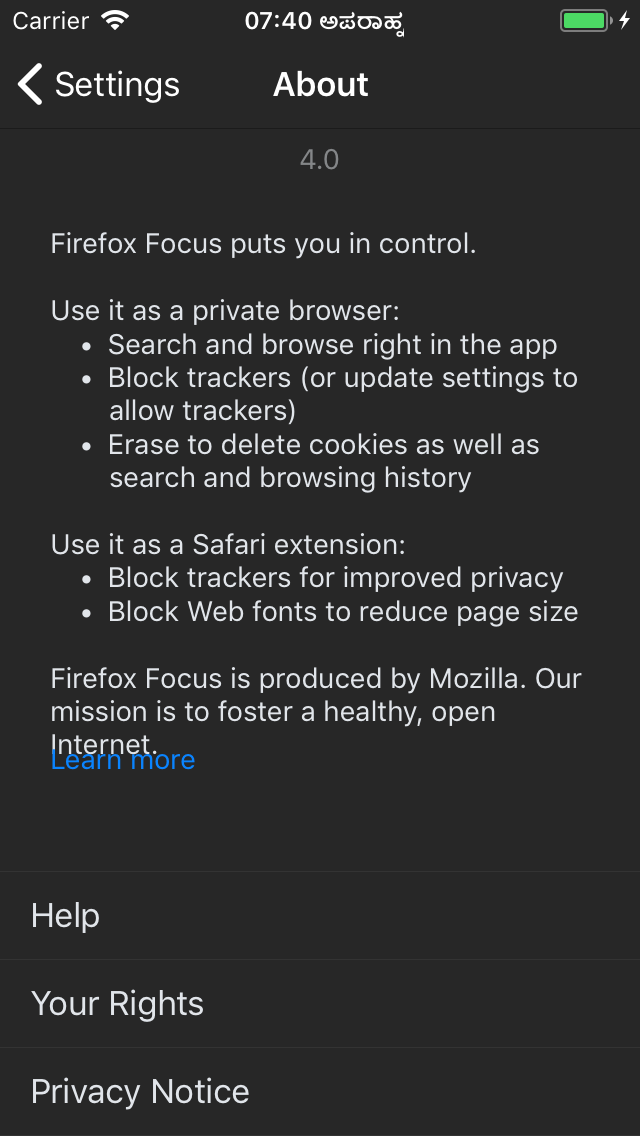 Carrier 07:40 ಅಪರಾಹ್ನ
Settings About
4.0
Firefox Focus puts you in control.
Use it as a private browser:
• Search and browse right in the app
• Block trackers (or update settings to
allow trackers)
• Erase to delete cookies as well as
search and browsing history
Use it as a Safari extension:
• Block trackers for improved privacy
• Block Web fonts to reduce page size
Firefox Focus is produced by Mozilla. Our
mission is to foster a healthy, open
Internet.
Learn more
Help
Your Rights
Privacy Notice